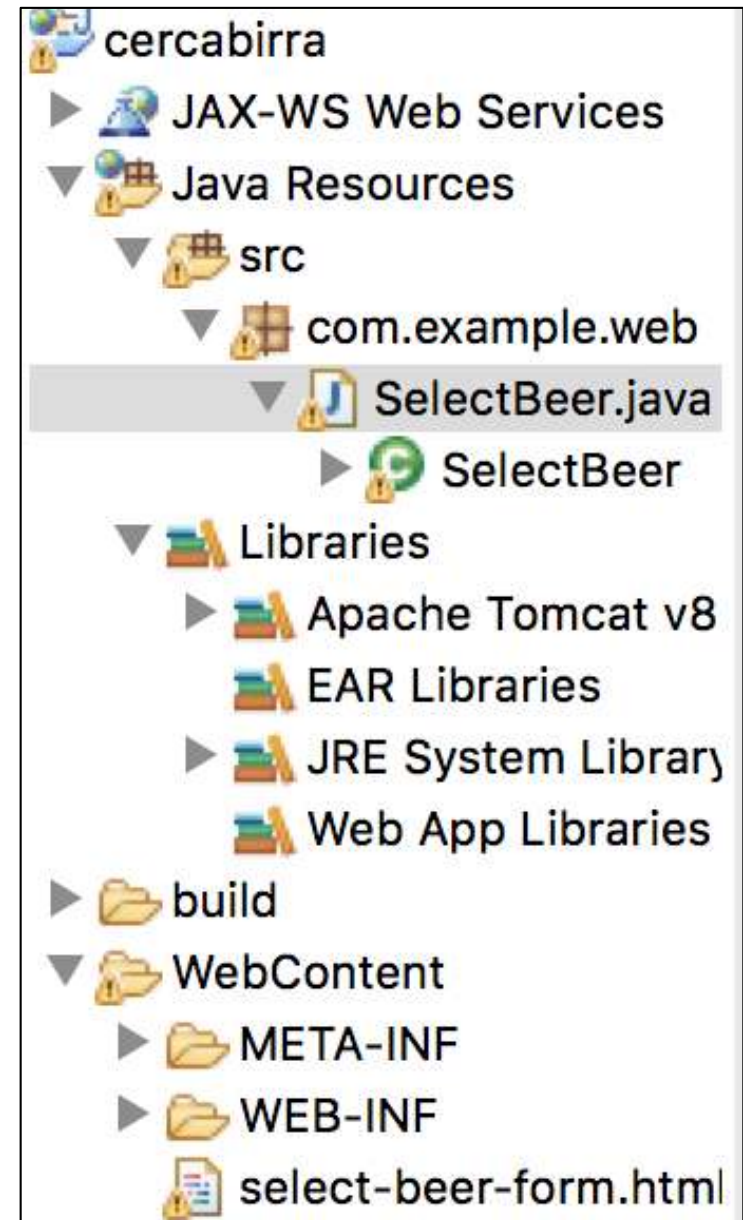 cercabirra
JAX-WS Web Services
Java Resources
src
com.example.web
SelectBeer.java
SelectBeer
Libraries
Apache Tomcat v8
EAR Libraries
JRE System Library
Web App Libraries
build
WebContent
META-INF
WEB-INF
select-beer-form.html